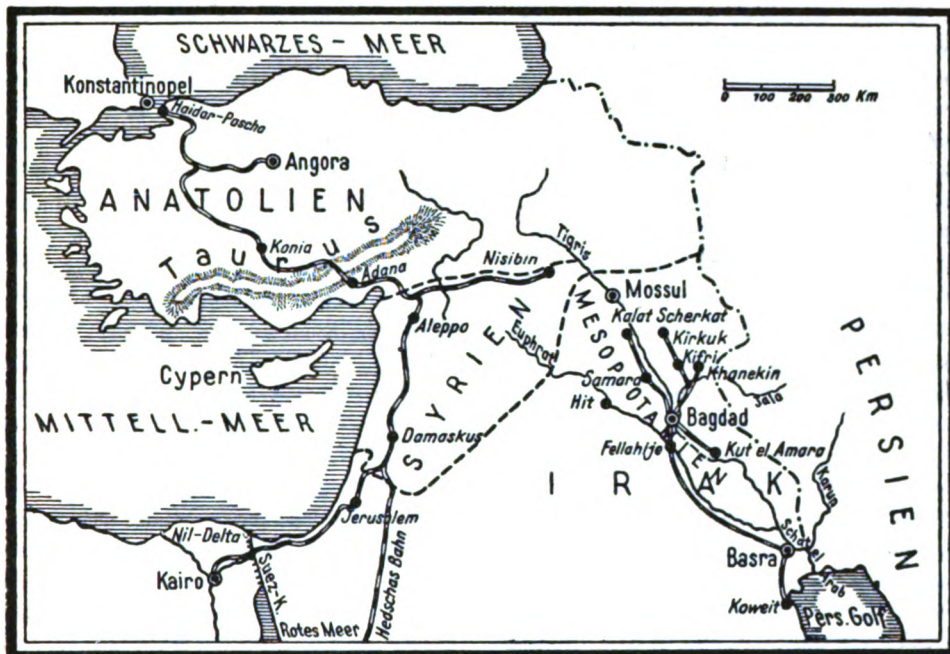 SCHWARZES - MEER
Konstantinopel
Haidar-Pascha
0 100 200 300 Km
Angora
ANATOLIEN
Taurus
Konia
Adana
Nisibin
Tigris
Mossul
Aleppo
Euphrat
SYRIEN
MESOPOTAMIEN
Kalat Scherkat
Kirkuk
Kifri
Khanekin
Samara
Jala
Hit
Bagdad
PERSIEN
Cypern
MITTELL.-MEER
Damaskus
Fellahije
Kut el Amara
IRAK
Karun
Jerusalem
Nil-Delta
Suez-K.
Kairo
Hedschas Bahn
Rotes Meer
Basra
Schat el Arab
Koweit
Pers. Golf